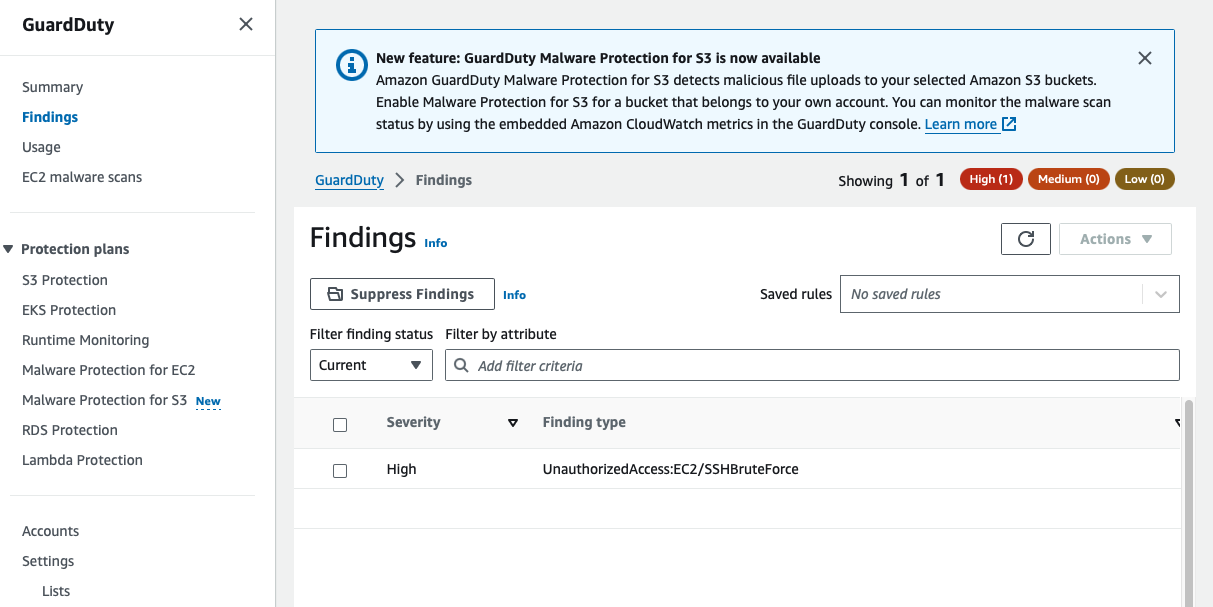 GuardDuty
Summary
Findings
Usage
EC2 malware scans
Protection plans
S3 Protection
EKS Protection
Runtime Monitoring
Malware Protection for EC2
Malware Protection for S3 New
RDS Protection
Lambda Protection
Accounts
Settings
Lists
New feature: GuardDuty Malware Protection for S3 is now available
Amazon GuardDuty Malware Protection for S3 detects malicious file uploads to your selected Amazon S3 buckets.
Enable Malware Protection for S3 for a bucket that belongs to your own account. You can monitor the malware scan
status by using the embedded Amazon CloudWatch metrics in the GuardDuty console. Learn more
GuardDuty > Findings
Showing 1 of 1 High (1) Medium (0) Low (0)
Findings Info
Actions
Suppress Findings Info
Saved rules No saved rules
Filter finding status Filter by attribute
Current Add filter criteria
Severity Finding type
High UnauthorizedAccess:EC2/SSHBruteForce